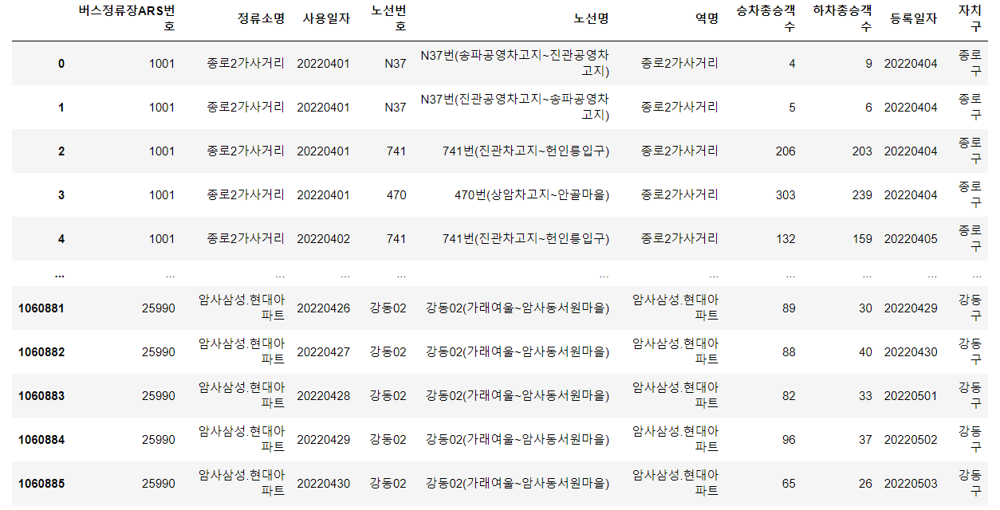 버스정류장ARS번호 정류소명 사용일자 노선번호 노선명 역명 승차총승객수 하차총승객수 등록일자 자치구
0 1001 종로2가사거리 20220401 N37 N37번(송파공영차고지~진관공영차고지) 종로2가사거리 4 9 20220404 종로구
1 1001 종로2가사거리 20220401 N37 N37번(진관공영차고지~송파공영차고지) 종로2가사거리 5 6 20220404 종로구
2 1001 종로2가사거리 20220401 741 741번(진관차고지~헌인릉입구) 종로2가사거리 206 203 20220404 종로구
3 1001 종로2가사거리 20220401 470 470번(상암차고지~안골마을) 종로2가사거리 303 239 20220404 종로구
4 1001 종로2가사거리 20220402 741 741번(진관차고지~헌인릉입구) 종로2가사거리 132 159 20220405 종로구
... ... ... ... ... ... ... ... ... ... ...
1060881 25990 암사삼성.현대아파트 20220426 강동02 강동02(가래여울~암사동서원마을) 암사삼성.현대아파트 89 30 20220429 강동구
1060882 25990 암사삼성.현대아파트 20220427 강동02 강동02(가래여울~암사동서원마을) 암사삼성.현대아파트 88 40 20220430 강동구
1060883 25990 암사삼성.현대아파트 20220428 강동02 강동02(가래여울~암사동서원마을) 암사삼성.현대아파트 82 33 20220501 강동구
1060884 25990 암사삼성.현대아파트 20220429 강동02 강동02(가래여울~암사동서원마을) 암사삼성.현대아파트 96 37 20220502 강동구
1060885 25990 암사삼성.현대아파트 20220430 강동02 강동02(가래여울~암사동서원마을) 암사삼성.현대아파트 65 26 20220503 강동구